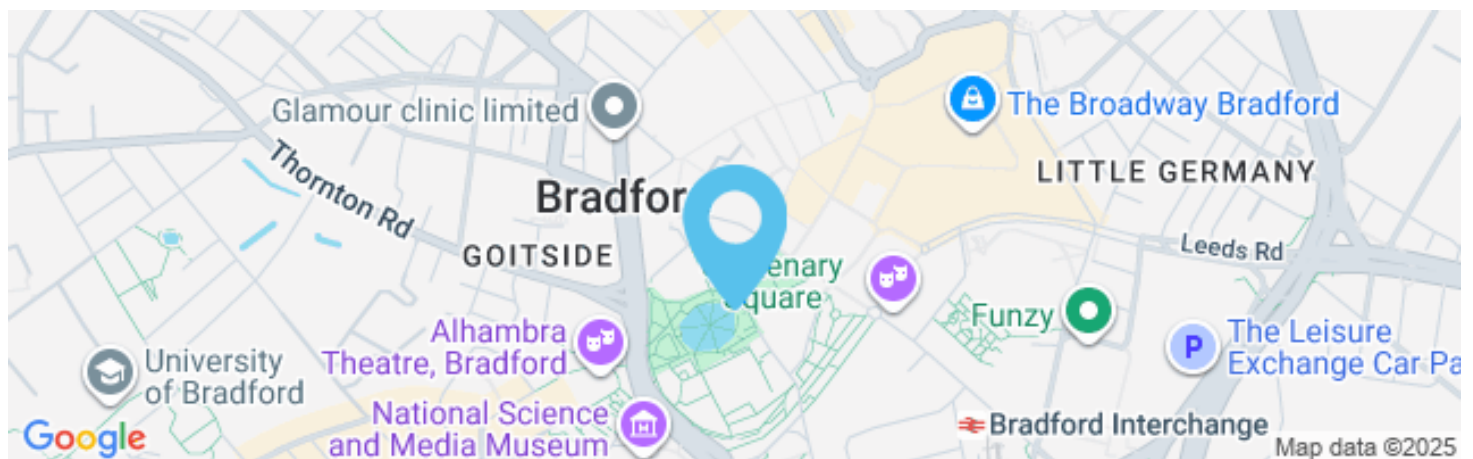 Glamour clinic limited
The Broadway Bradford
Thornton Rd
LITTLE GERMANY
Bradfor
GOITSIDE
Leeds Rd
enary
quare
Funzy
Alhambra
Theatre, Bradford
The Leisure
Exchange Car Pa
P
University
of Bradford
National Science
and Media Museum
Bradford Interchange
Google
Map data ©2025